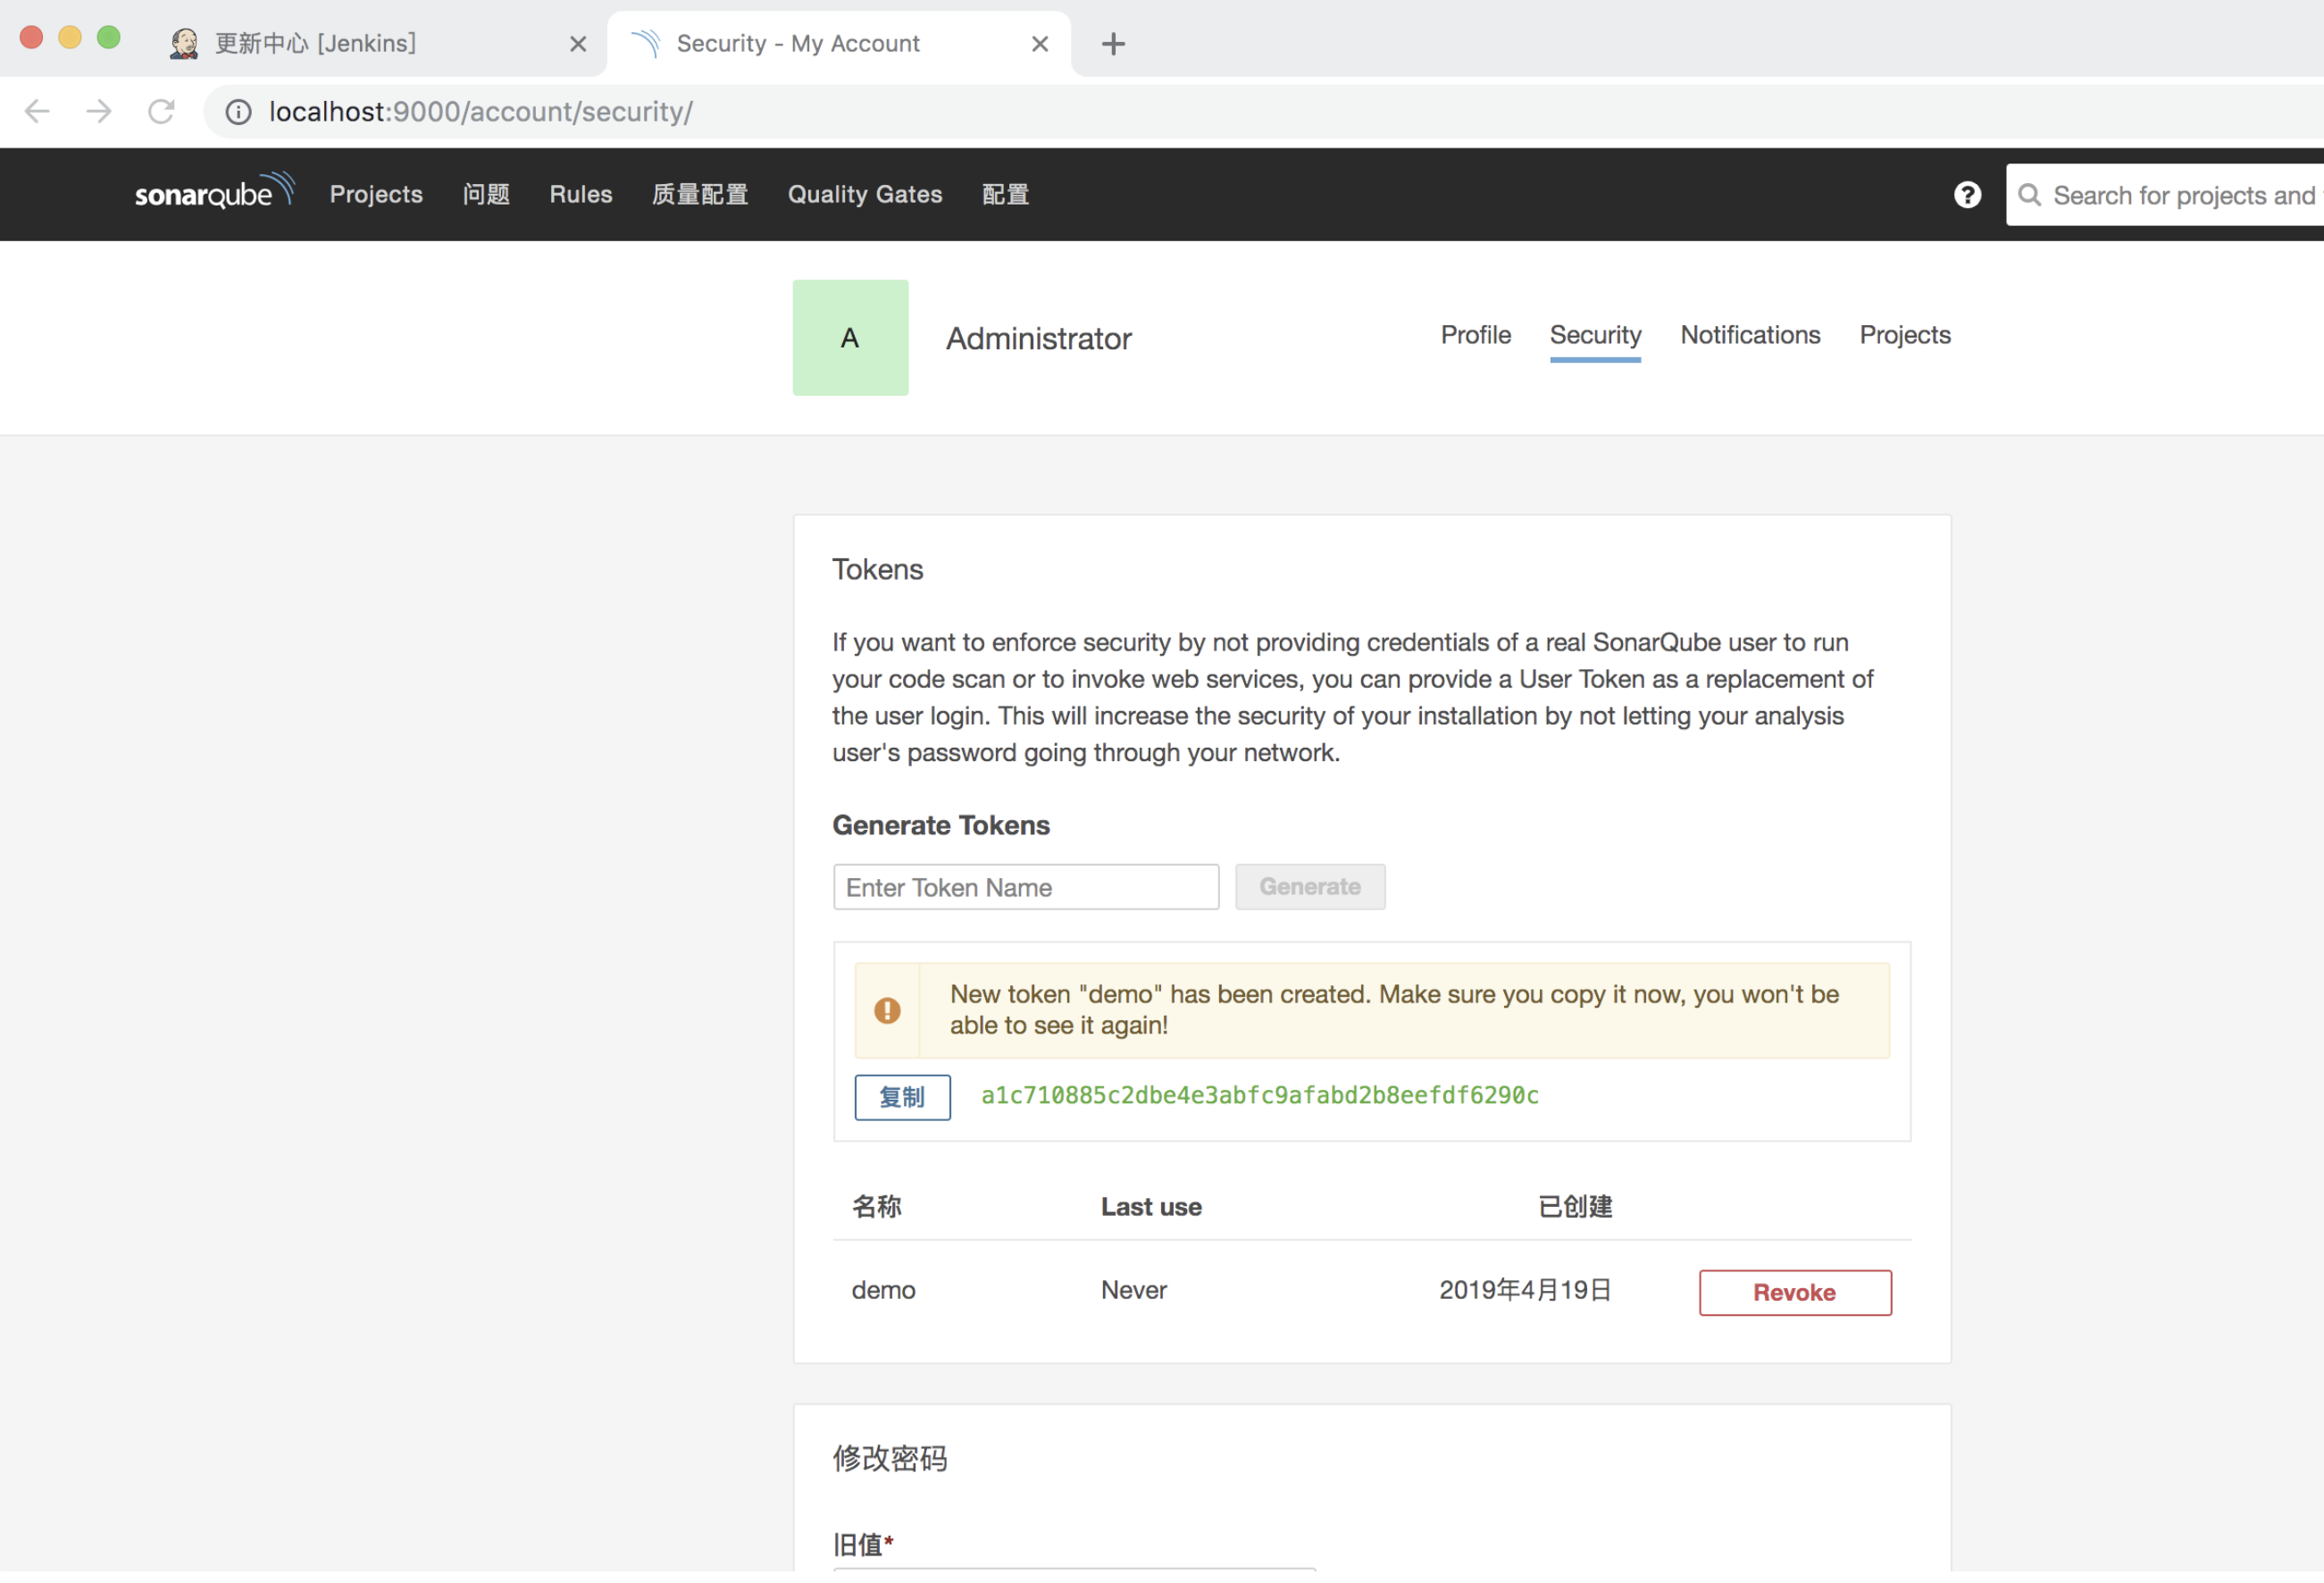 更新中心 [Jenkins]
Security - My Account
localhost:9000/account/security/
sonarqube Projects 问题 Rules 质量配置 Quality Gates 配置
Search for projects and
A
Administrator
Profile Security Notifications Projects
Tokens
If you want to enforce security by not providing credentials of a real SonarQube user to run
your code scan or to invoke web services, you can provide a User Token as a replacement of
the user login. This will increase the security of your installation by not letting your analysis
user's password going through your network.
Generate Tokens
Enter Token Name Generate
New token "demo" has been created. Make sure you copy it now, you won't be
able to see it again!
复制 a1c710885c2dbe4e3abfc9afabd2b8eefdf6290c
名称 Last use 已创建
demo Never 2019年4月19日 Revoke
修改密码
旧值*